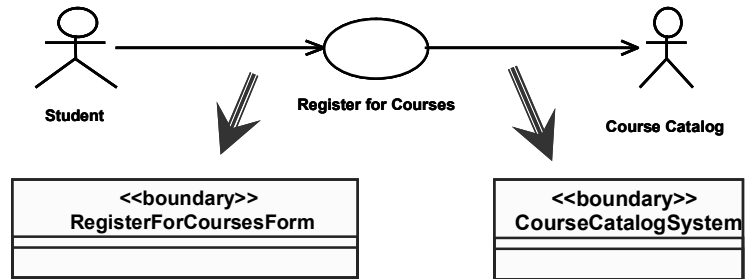 Student
Register for Courses
Course Catalog
<<boundary>>
RegisterForCoursesForm
<<boundary>>
CourseCatalogSystem